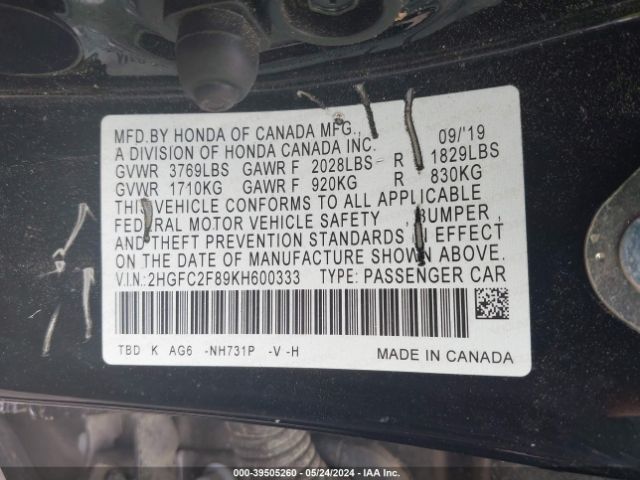 MFD.BY HONDA OF CANADA MFG., 09/'19
A DIVISION OF HONDA CANADA INC.
GVWR 3769LBS GAWR F 2028LBS R 1829LBS
GVWR 1710KG GAWR F 920KG R 830KG
THIS VEHICLE CONFORMS TO ALL APPLICABLE
FEDERAL MOTOR VEHICLE SAFETY, BUMPER,
AND THEFT PREVENTION STANDARDS IN EFFECT
ON THE DATE OF MANUFACTURE SHOWN ABOVE.
V.I.N.: 2HGFC2F89KH600333 TYPE: PASSENGER CAR
TBD K AG6 -NH731P -V -H MADE IN CANADA
000-39505260 - 05/24/2024 - IAA Inc.